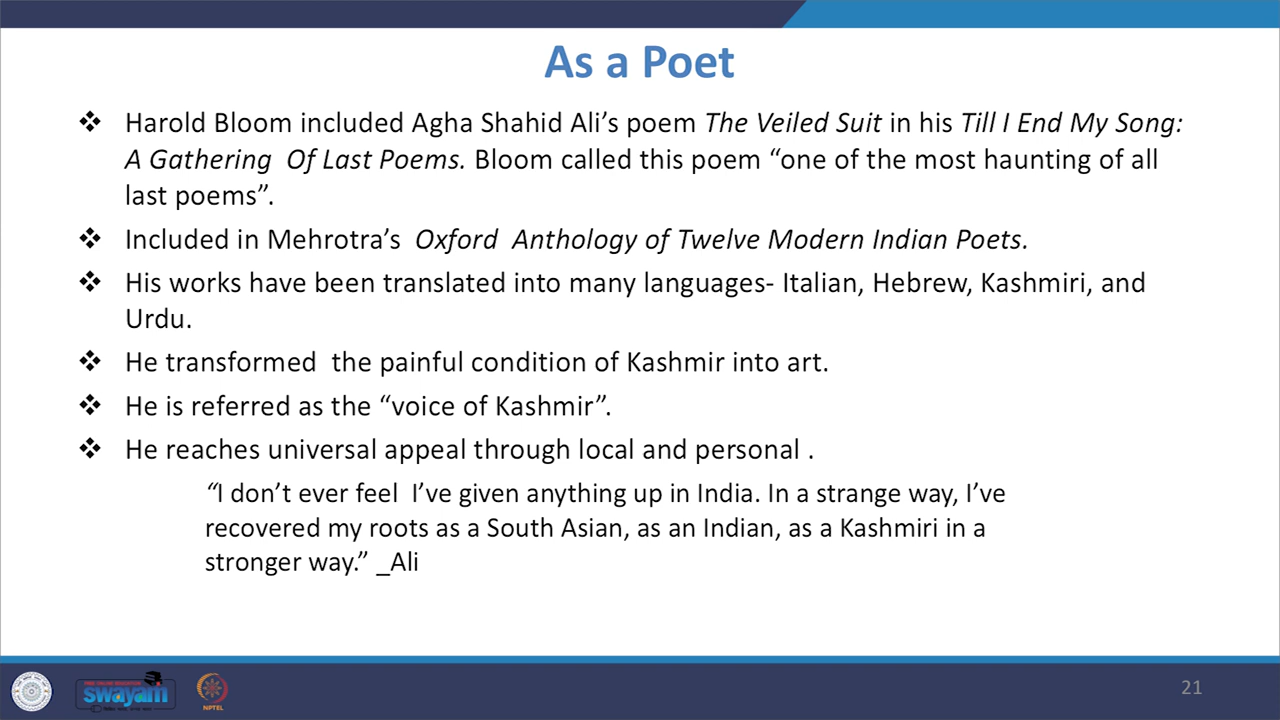 As a Poet
❖ Harold Bloom included Agha Shahid Ali’s poem The Veiled Suit in his Till I End My Song:
A Gathering Of Last Poems. Bloom called this poem “one of the most haunting of all
last poems”.
❖ Included in Mehrotra’s Oxford Anthology of Twelve Modern Indian Poets.
❖ His works have been translated into many languages- Italian, Hebrew, Kashmiri, and
Urdu.
❖ He transformed the painful condition of Kashmir into art.
❖ He is referred as the “voice of Kashmir”.
❖ He reaches universal appeal through local and personal .
“I don’t ever feel I’ve given anything up in India. In a strange way, I’ve
recovered my roots as a South Asian, as an Indian, as a Kashmiri in a
stronger way.” _Ali
swayam
NPTEL
21